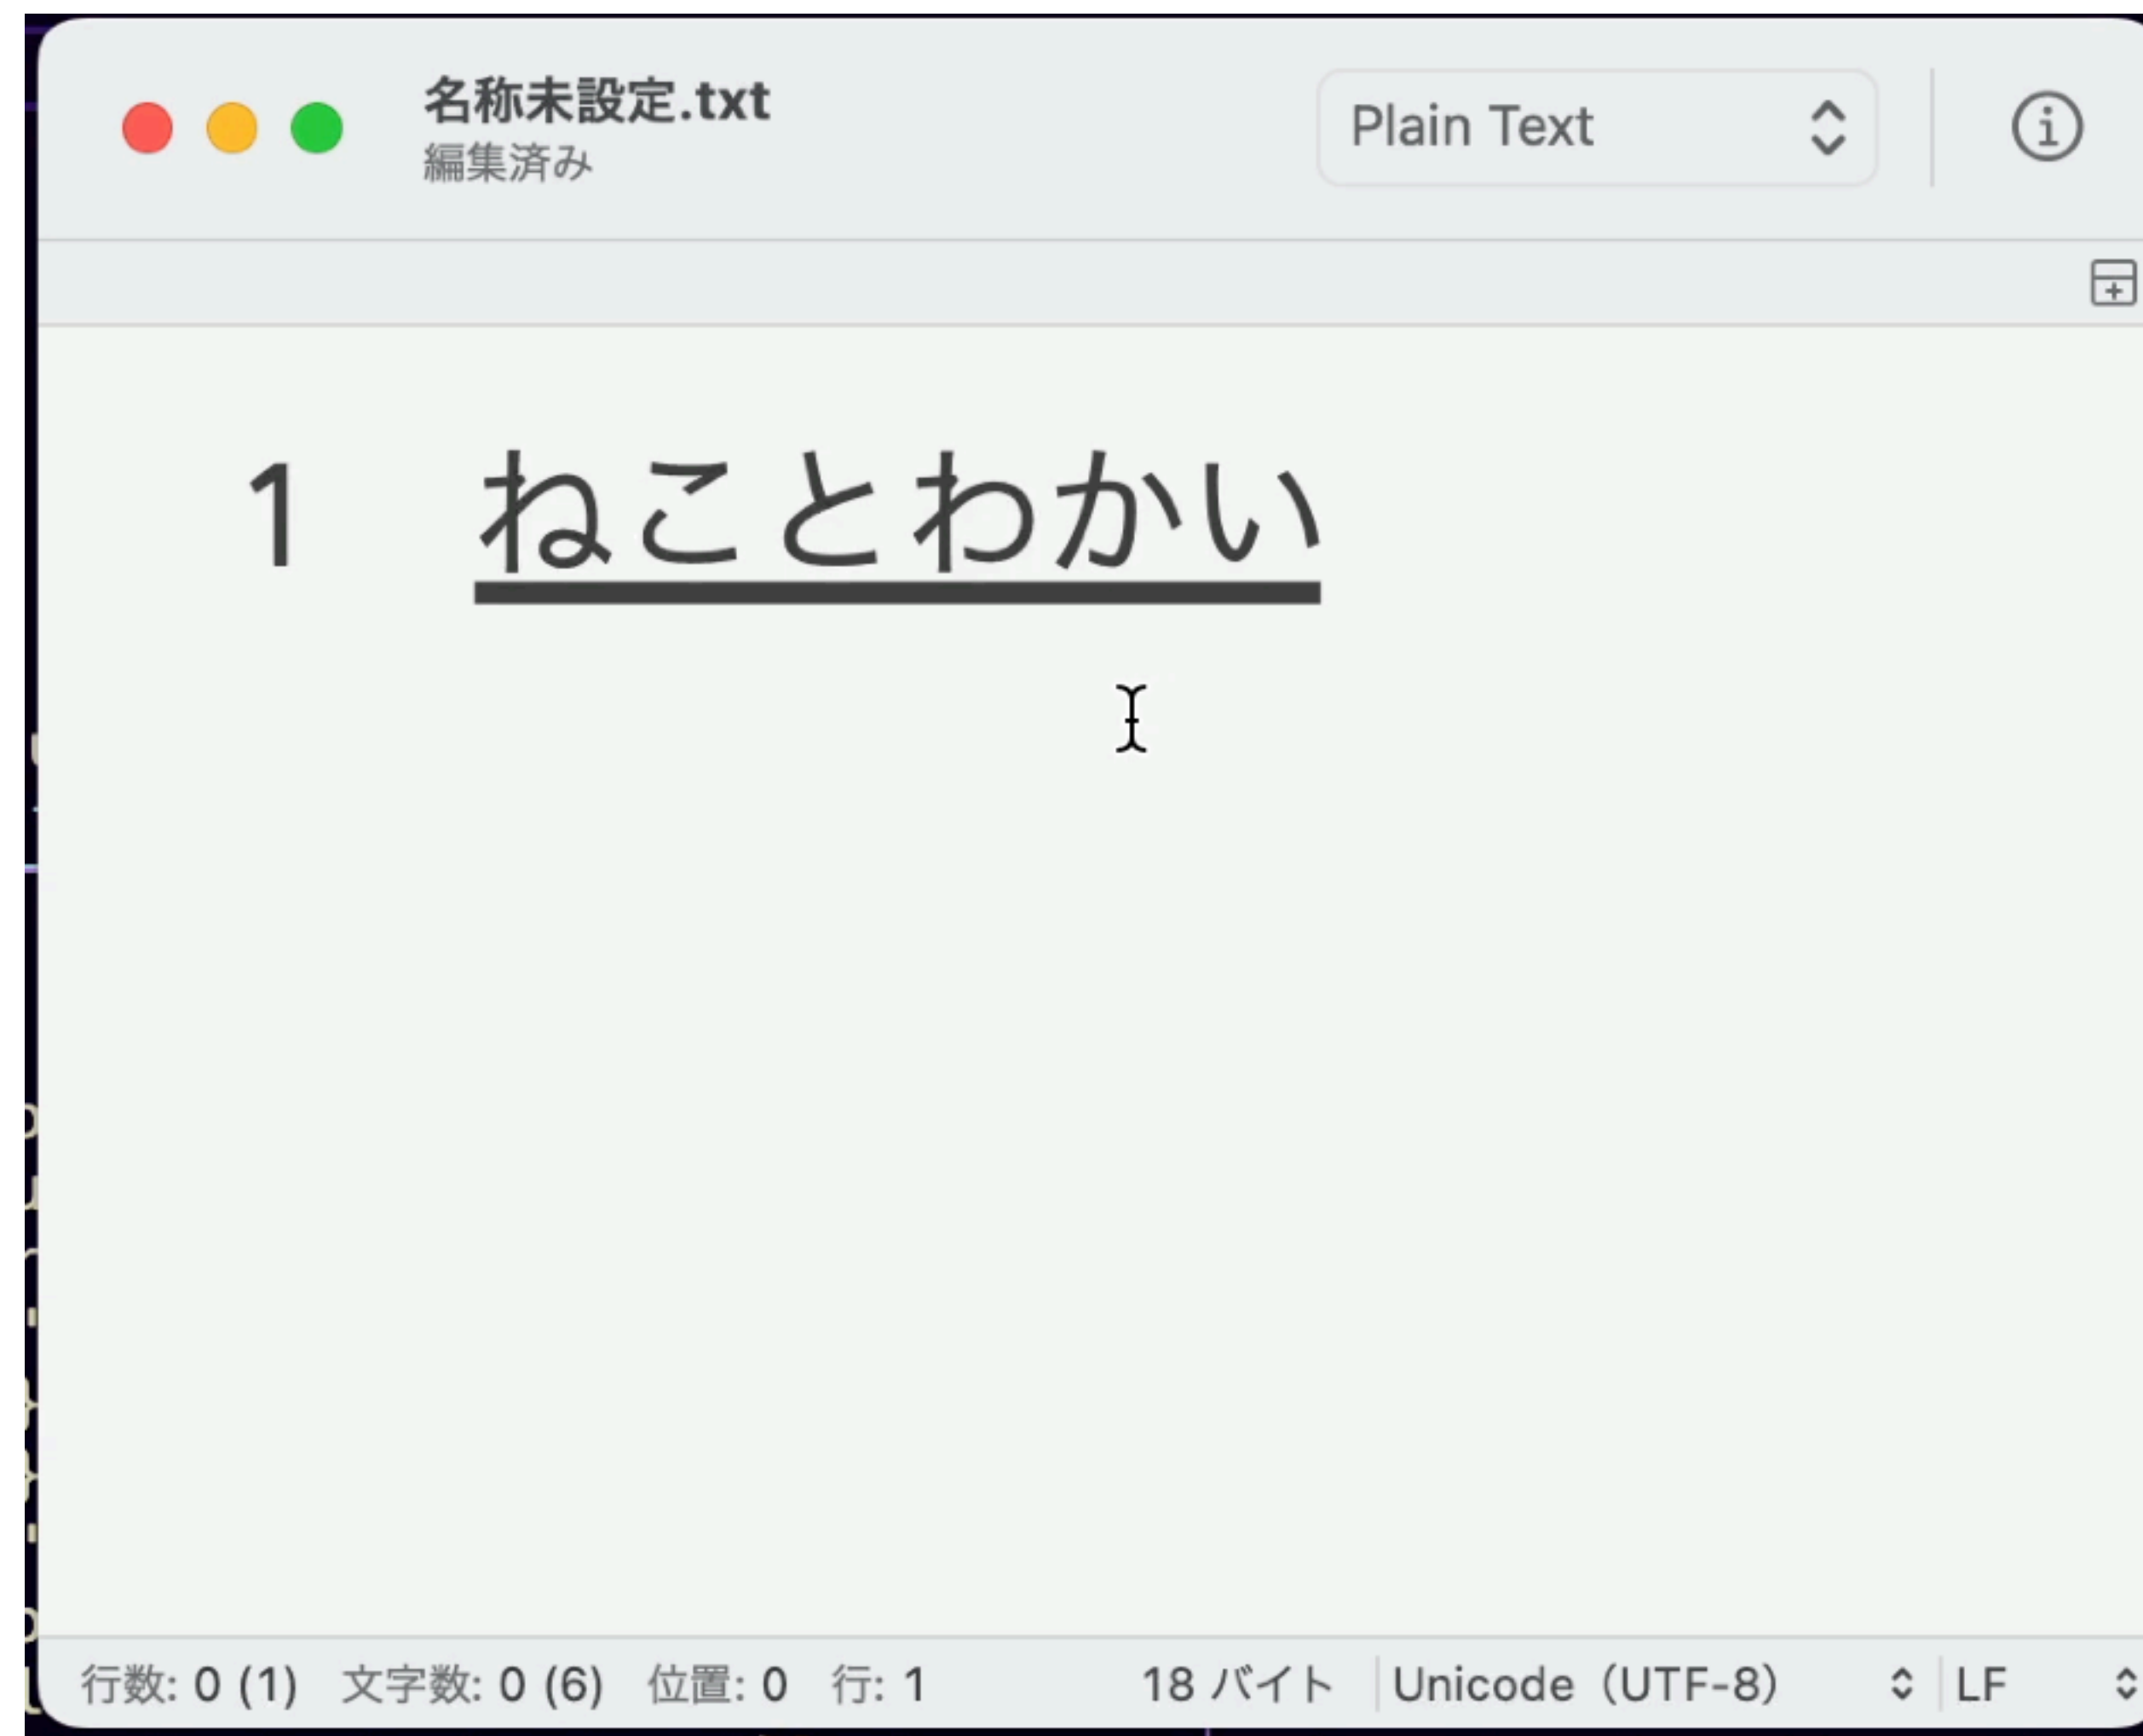 名称未設定.txt
編集済み
Plain Text
1 ねことわかい
行数: 0 (1) 文字数: 0 (6) 位置: 0 行: 1 18 バイト Unicode（UTF-8） LF